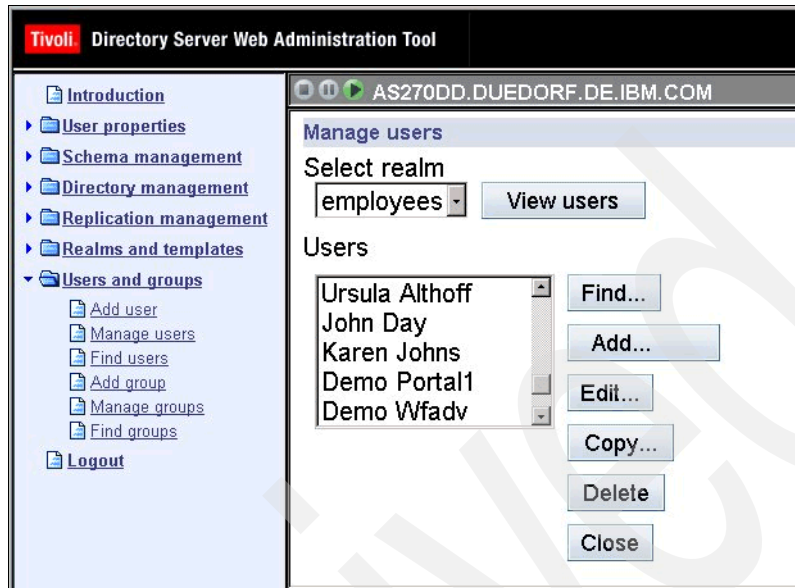 Tivoli. Directory Server Web Administration Tool
Introduction
User properties
Schema management
Directory management
Replication management
Realms and templates
Users and groups
Add user
Manage users
Find users
Add group
Manage groups
Find groups
Logout
AS270DD.DUEDORF.DE.IBM.COM
Manage users
Select realm
employees
View users
Users
Ursula Althoff
John Day
Karen Johns
Demo Portal1
Demo Wfadv
Find...
Add...
Edit...
Copy...
Delete
Close